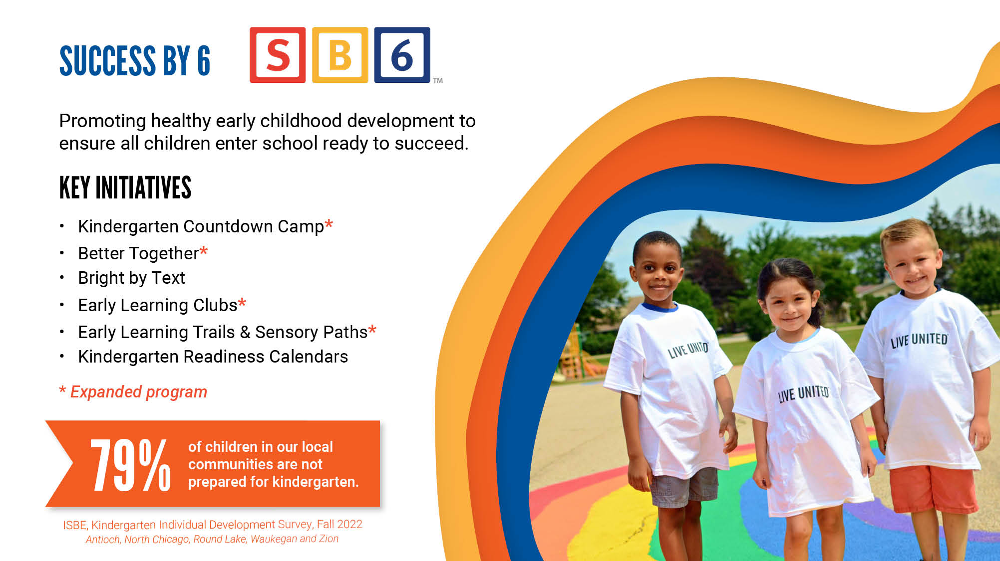 SUCCESS BY 6
S B 6 ™
Promoting healthy early childhood development to
ensure all children enter school ready to succeed.
KEY INITIATIVES
• Kindergarten Countdown Camp*
• Better Together*
• Bright by Text
• Early Learning Clubs*
• Early Learning Trails & Sensory Paths*
• Kindergarten Readiness Calendars
* Expanded program
79%
of children in our local
communities are not
prepared for kindergarten.
ISBE, Kindergarten Individual Development Survey, Fall 2022
Antioch, North Chicago, Round Lake, Waukegan and Zion
LIVE UNITD
LIVE UNITED
LIVE UNITED